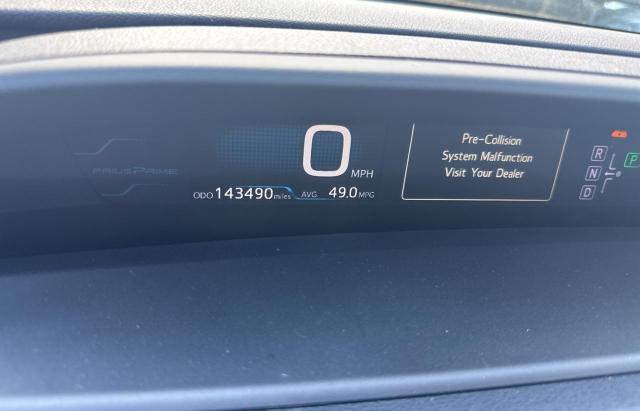 Pre-Collision
System Malfunction
Visit Your Dealer
0 MPH
PRIUS PRIME
ODO 143490 miles AVG. 49.0 MPG
R
N
D
P